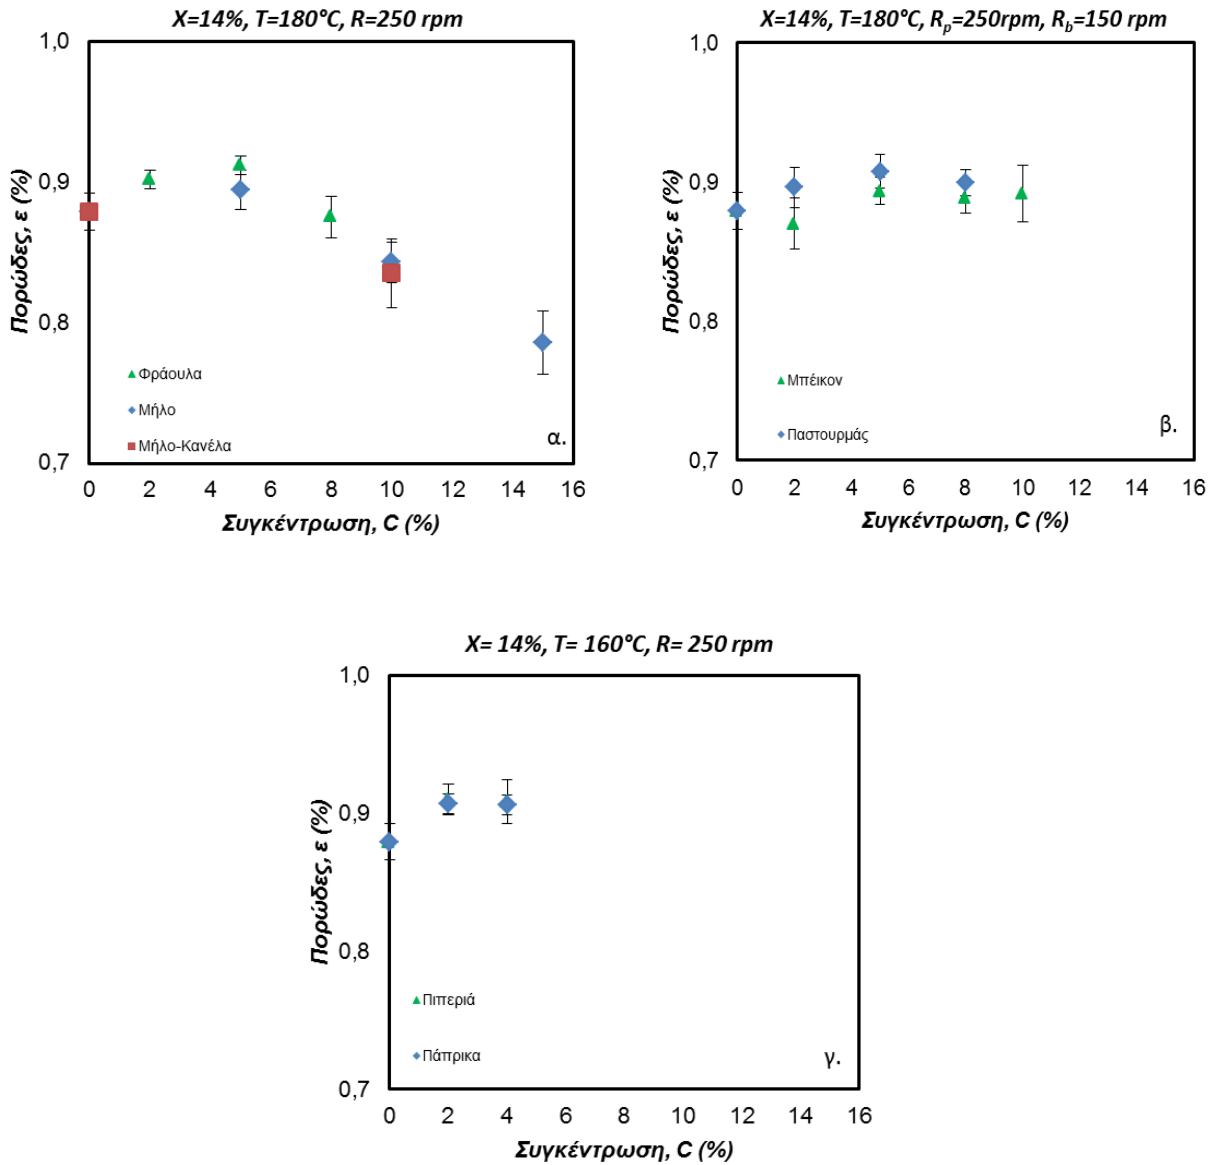 X=14%, T=180°C, R=250 rpm
1,0
0,9
0,8
0,7
Πορώδες, ε (%)
Φράουλα
Μήλο
Μήλο-Κανέλα
α.
0 2 4 6 8 10 12 14 16
Συγκέντρωση, C (%)
X=14%, T=180°C, Rp=250rpm, Rb=150 rpm
1,0
0,9
0,8
0,7
Πορώδες, ε (%)
Μπέικον
Παστουρμάς
β.
0 2 4 6 8 10 12 14 16
Συγκέντρωση, C (%)
X= 14%, T= 160°C, R= 250 rpm
1,0
0,9
0,8
0,7
Πορώδες, ε (%)
Πιπεριά
Πάπρικα
γ.
0 2 4 6 8 10 12 14 16
Συγκέντρωση, C (%)